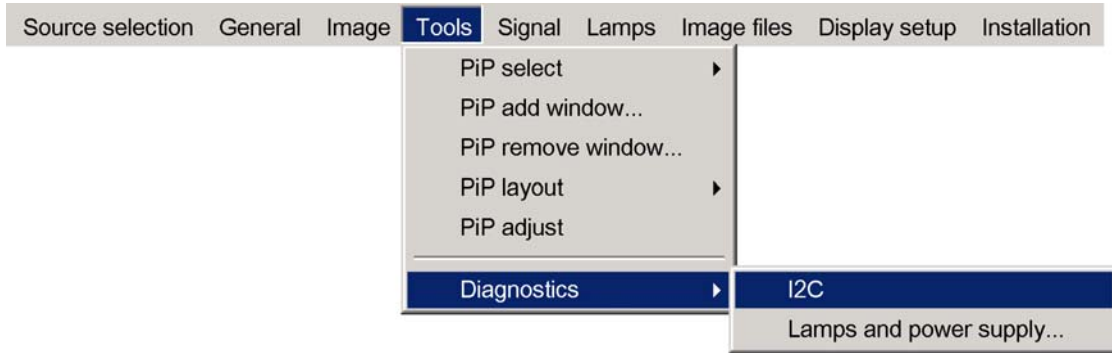 Source selection General Image Tools Signal Lamps Image files Display setup Installation
PiP select
PiP add window...
PiP remove window...
PiP layout
PiP adjust
Diagnostics I2C
Lamps and power supply...